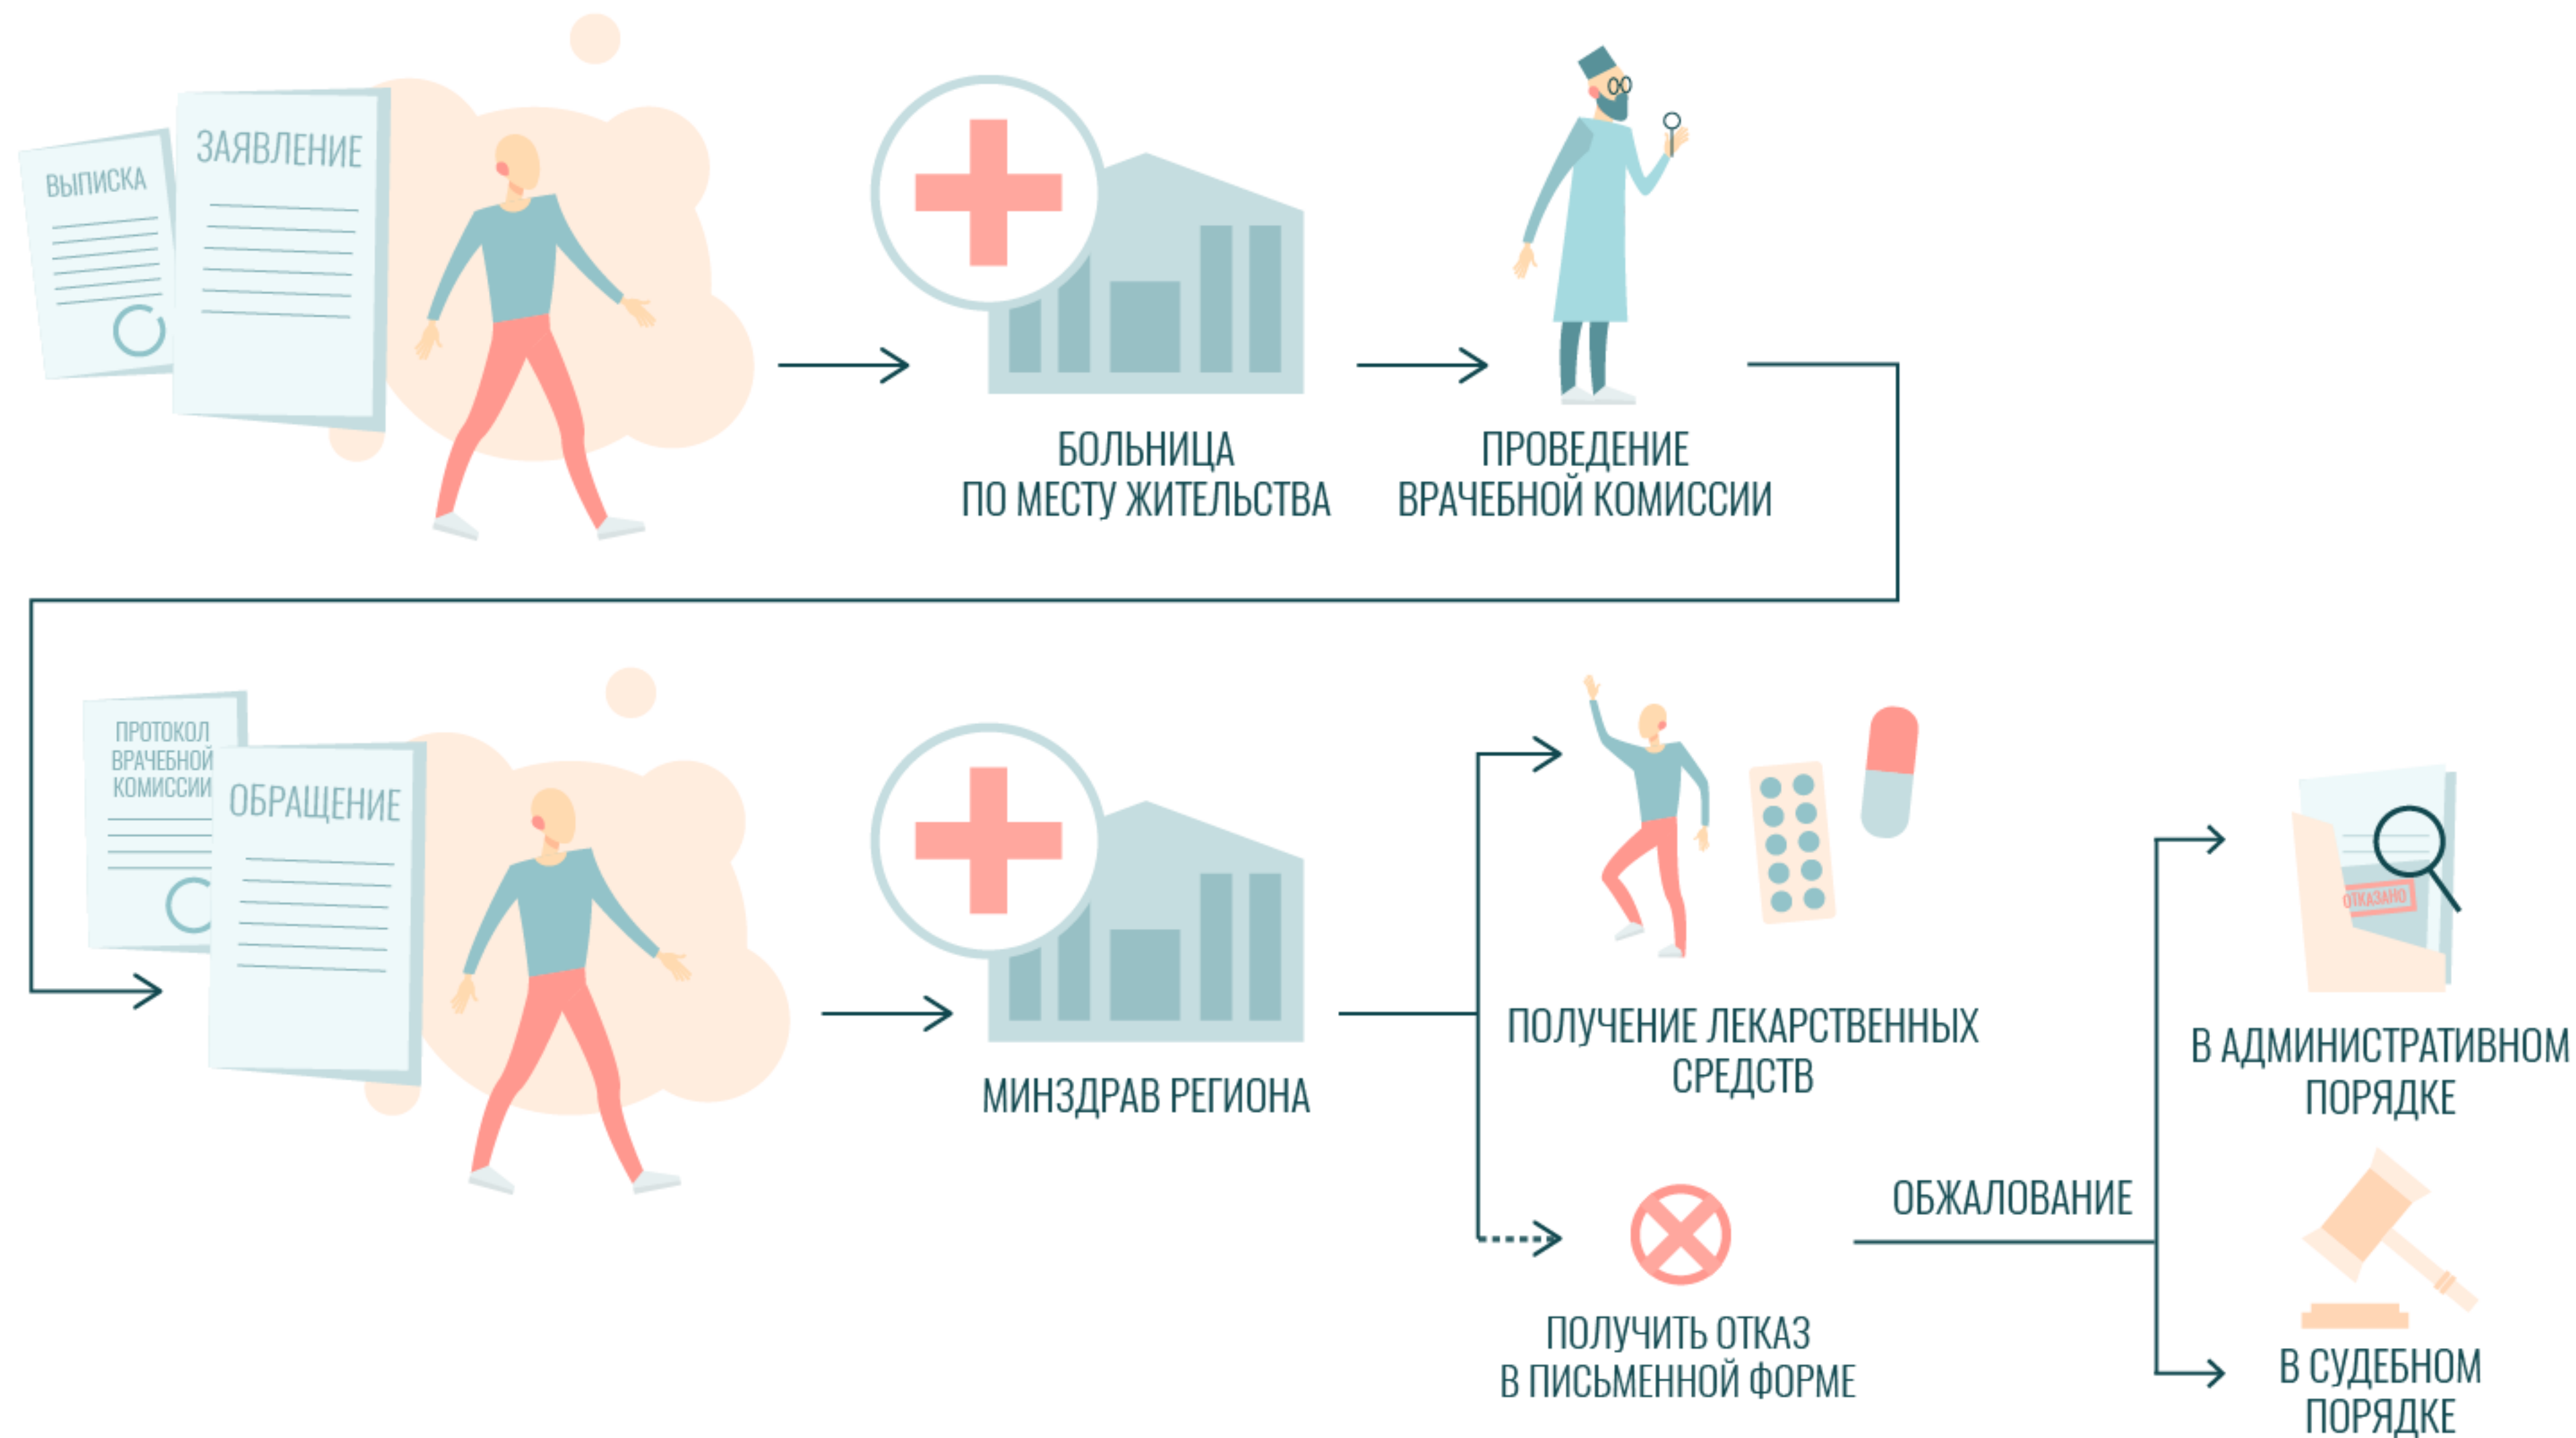 ВЫПИСКА
ЗАЯВЛЕНИЕ
БОЛЬНИЦА
ПО МЕСТУ ЖИТЕЛЬСТВА
ПРОВЕДЕНИЕ
ВРАЧЕБНОЙ КОМИССИИ
ПРОТОКОЛ
ВРАЧЕБНОЙ
КОМИССИИ
ОБРАЩЕНИЕ
МИНЗДРАВ РЕГИОНА
ПОЛУЧЕНИЕ ЛЕКАРСТВЕННЫХ
СРЕДСТВ
ПОЛУЧИТЬ ОТКАЗ
В ПИСЬМЕННОЙ ФОРМЕ
ОБЖАЛОВАНИЕ
ОТКАЗАНО
В АДМИНИСТРАТИВНОМ
ПОРЯДКЕ
В СУДЕБНОМ
ПОРЯДКЕ